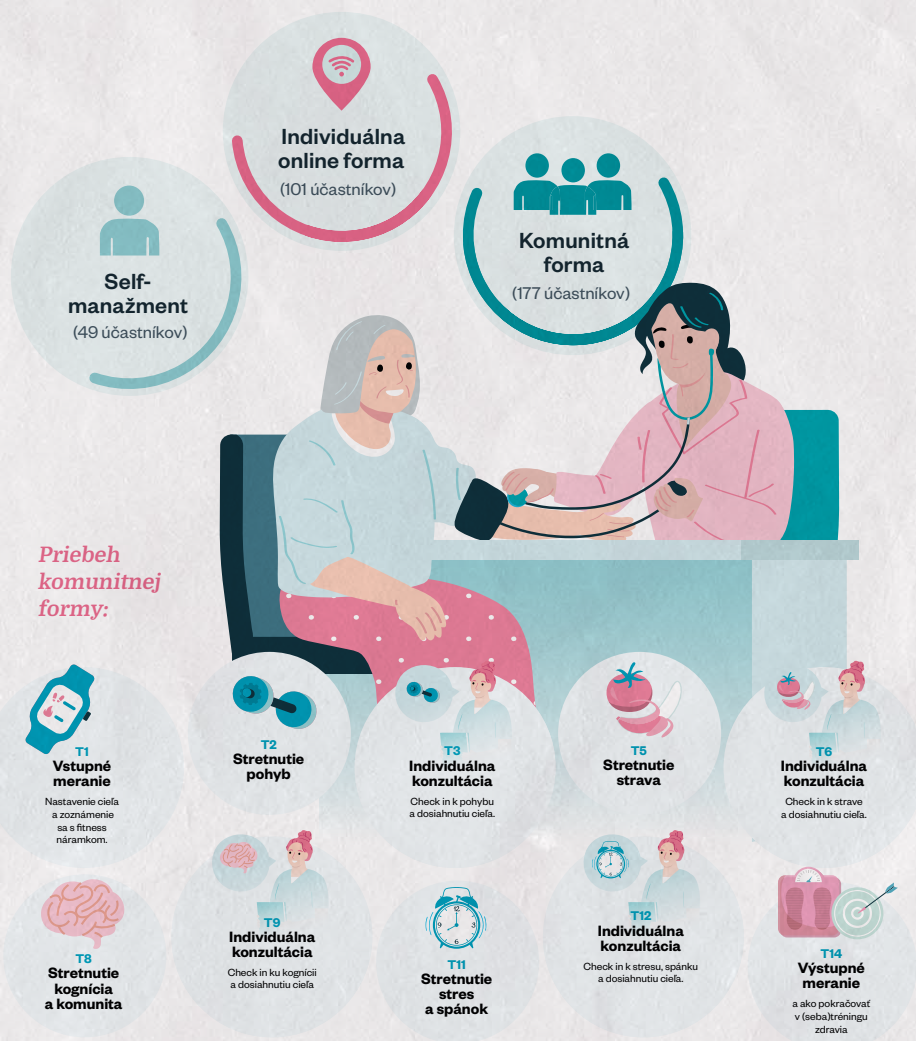 Individuálna
online forma
(101 účastníkov)
Komunitná
forma
(177 účastníkov)
Self-
manažment
(49 účastníkov)
Priebeh
komunitnej
formy:
T1
Vstupné
meranie
Nastavenie cieľa
a zoznámenie
sa s fitness
náramkom.
T2
Stretnutie
pohyb
T3
Individuálna
konzultácia
Check in k pohybu
a dosiahnutiu cieľa.
T5
Stretnutie
strava
T6
Individuálna
konzultácia
Check in k strave
a dosiahnutiu cieľa.
T8
Stretnutie
kognícia
a komunita
T9
Individuálna
konzultácia
Check in ku kognícii
a dosiahnutiu cieľa
T11
Stretnutie
stres
a spánok
T12
Individuálna
konzultácia
Check in k stresu, spánku
a dosiahnutiu cieľa.
T14
Výstupné
meranie
a ako pokračovať
v (seba)tréningu
zdravia